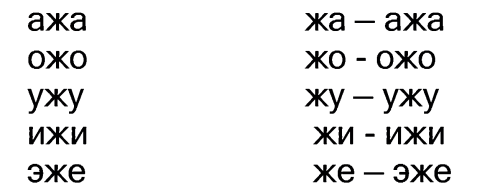 ажа жа – ажа
ожо жо - ожо
ужу жу – ужу
ижи жи - ижи
эже же – эже